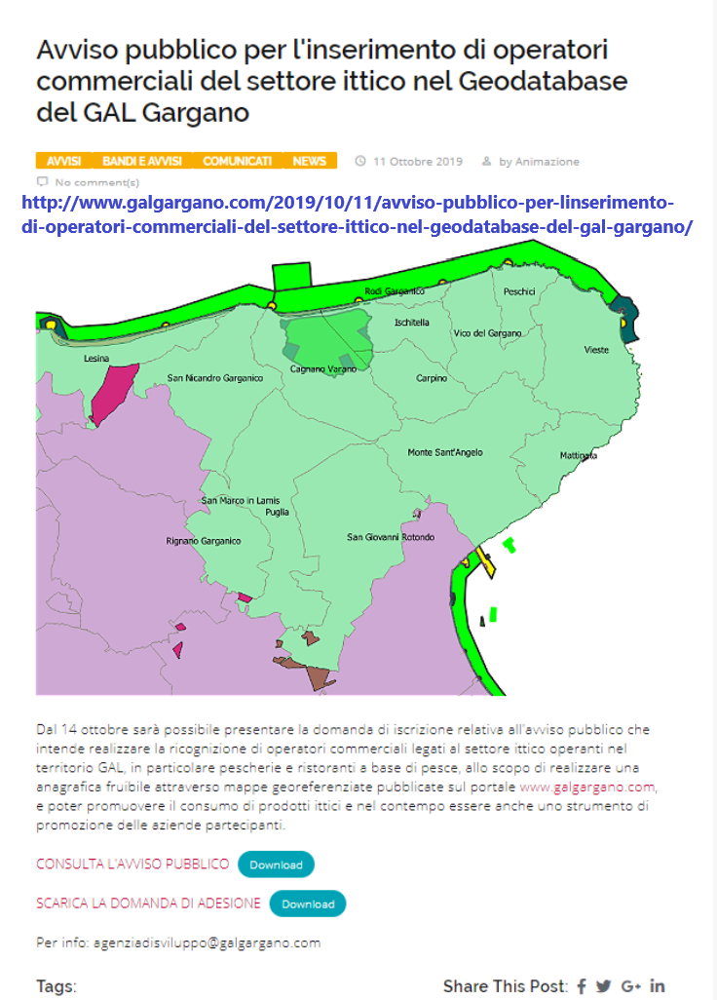 Avviso pubblico per l'inserimento di operatori
commerciali del settore ittico nel Geodatabase
del GAL Gargano
AVVISI BANDI E AVVISI COMUNICATI NEWS 11 Ottobre 2019 by Animazione
No comment(s)
http://www.galgargano.com/2019/10/11/avviso-pubblico-per-linserimento-
di-operatori-commerciali-del-settore-ittico-nel-geodatabase-del-gal-gargano/
Rodi Garganico
Peschici
Ischitella
Vico del Gargano
Vieste
Lesina
San Nicandro Garganico
Cagnano Varano
Carpino
Monte Sant'Angelo
Mattinata
San Marco in Lamis
Puglia
Rignano Garganico
San Giovanni Rotondo
Dal 14 ottobre sarà possibile presentare la domanda di iscrizione relativa all'avviso pubblico che
intende realizzare la ricognizione di operatori commerciali legati al settore ittico operanti nel
territorio GAL, in particolare pescherie e ristoranti a base di pesce, allo scopo di realizzare una
anagrafica fruibile attraverso mappe georeferenziate pubblicate sul portale www.galgargano.com,
e poter promuovere il consumo di prodotti ittici e nel contempo essere anche uno strumento di
promozione delle aziende partecipanti.
CONSULTA L'AVVISO PUBBLICO Download
SCARICA LA DOMANDA DI ADESIONE Download
Per info: agenziadisviluppo@galgargano.com
Tags: Share This Post: